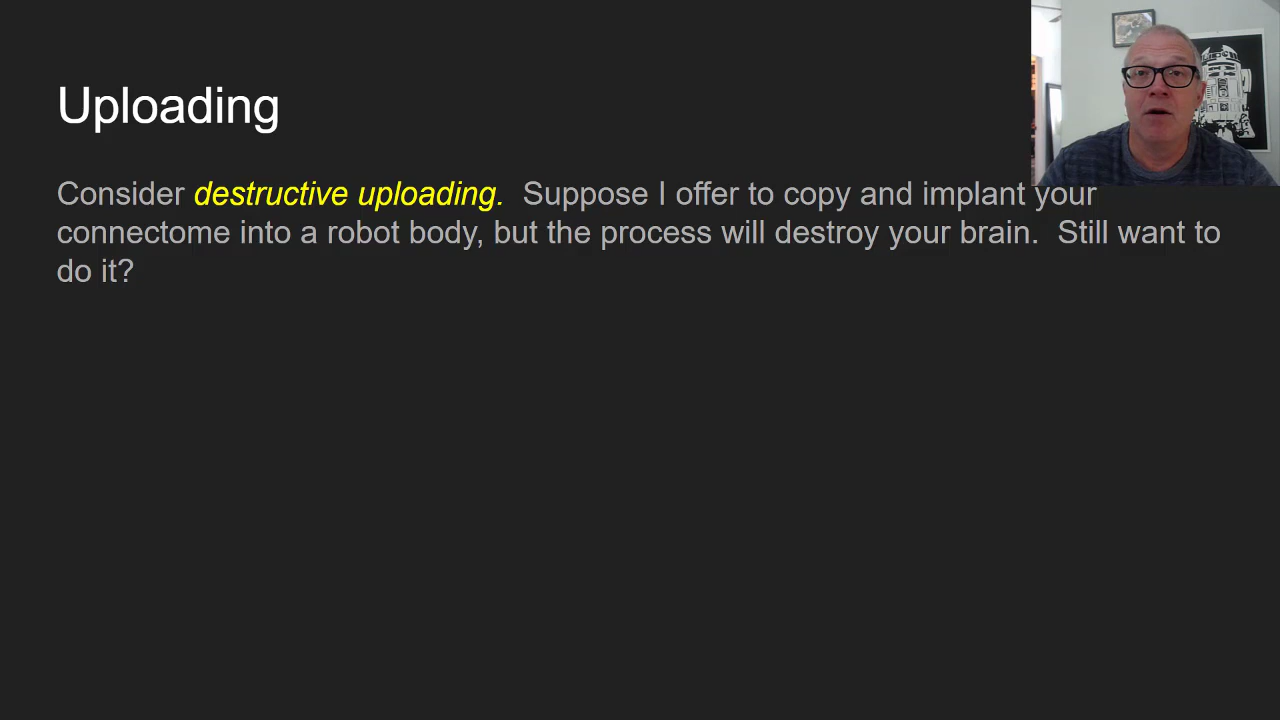 Uploading
Consider destructive uploading. Suppose I offer to copy and implant your
connectome into a robot body, but the process will destroy your brain. Still want to
do it?